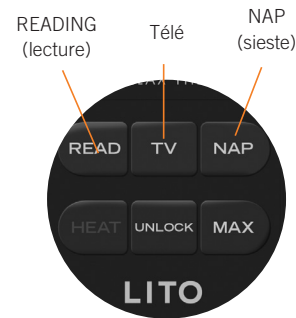 READING
(lecture)
Télé
NAP
(sieste)
READ TV NAP
HEAT UNLOCK MAX
LITO